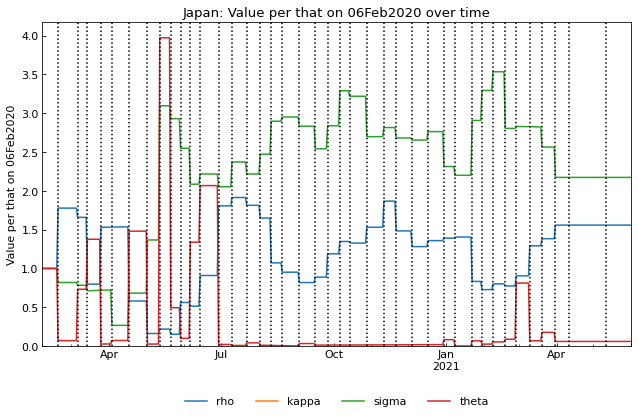 Japan: Value per that on 06Feb2020 over time
Value per that on 06Feb2020
4.0
3.5
3.0
2.5
2.0
1.5
1.0
0.5
0.0
Apr
Jul
Oct
Jan
2021
Apr
rho
kappa
sigma
theta